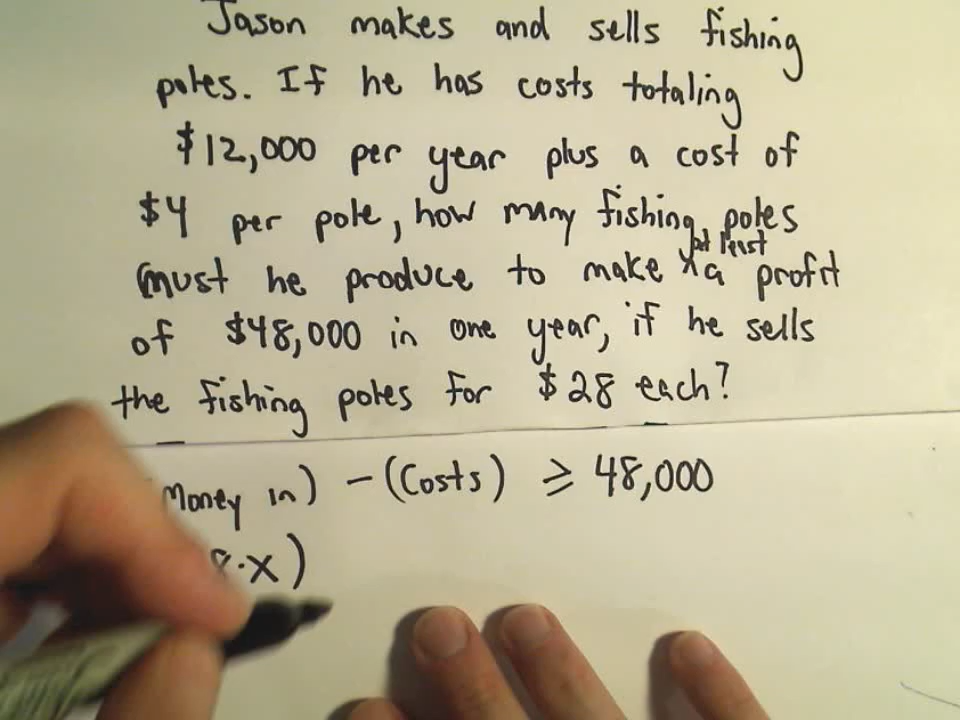 Jason makes and sells fishing
poles. If he has costs totaling
$12,000 per year plus a cost of
$4 per pole, how many fishing poles
at least
must he produce to make a profit
of $48,000 in one year, if he sells
the fishing poles for $28 each?
Money in) - (Costs) ≥ 48,000
8·x)